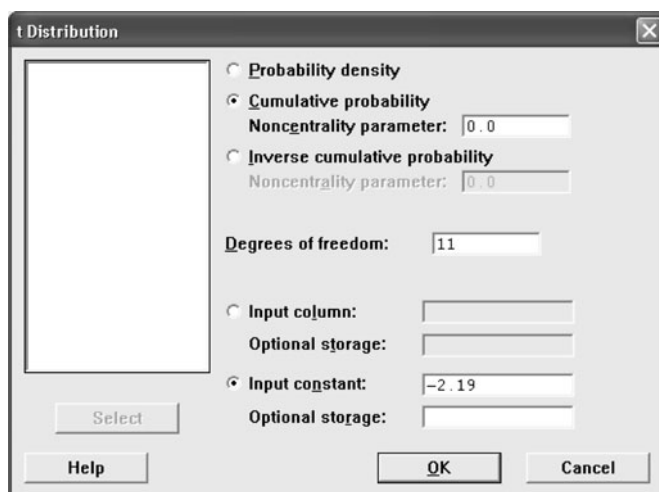 t Distribution
Probability density
Cumulative probability
Noncentrality parameter: 0.0
Inverse cumulative probability
Noncentrality parameter: 0.0
Degrees of freedom: 11
Input column:
Optional storage:
Input constant: −2.19
Optional storage:
Select
Help OK Cancel